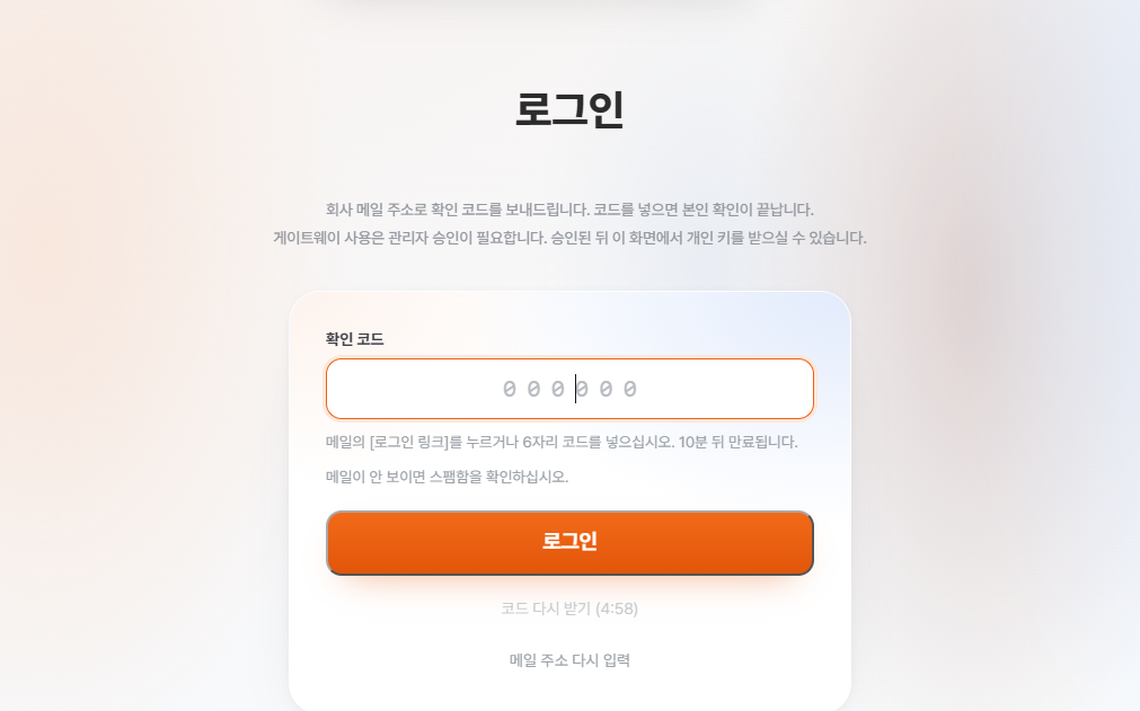 로그인
회사 메일 주소로 확인 코드를 보내드립니다. 코드를 넣으면 본인 확인이 끝납니다.
게이트웨이 사용은 관리자 승인이 필요합니다. 승인된 뒤 이 화면에서 개인 키를 받으실 수 있습니다.
확인 코드
000000
메일의 [로그인 링크]를 누르거나 6자리 코드를 넣으십시오. 10분 뒤 만료됩니다.
메일이 안 보이면 스팸함을 확인하십시오.
로그인
코드 다시 받기 (4:58)
메일 주소 다시 입력